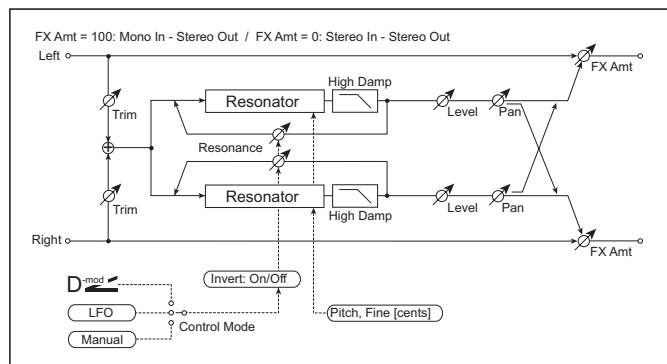 FX Amt = 100: Mono In - Stereo Out / FX Amt = 0: Stereo In - Stereo Out
Left
FX Amt
High Damp
Resonator
Trim
Level
Pan
Resonance
Resonator
Trim
High Damp
Level
Pan
Right
FX Amt
D-mod
Invert: On/Off
LFO
Control Mode
Pitch, Fine [cents]
Manual